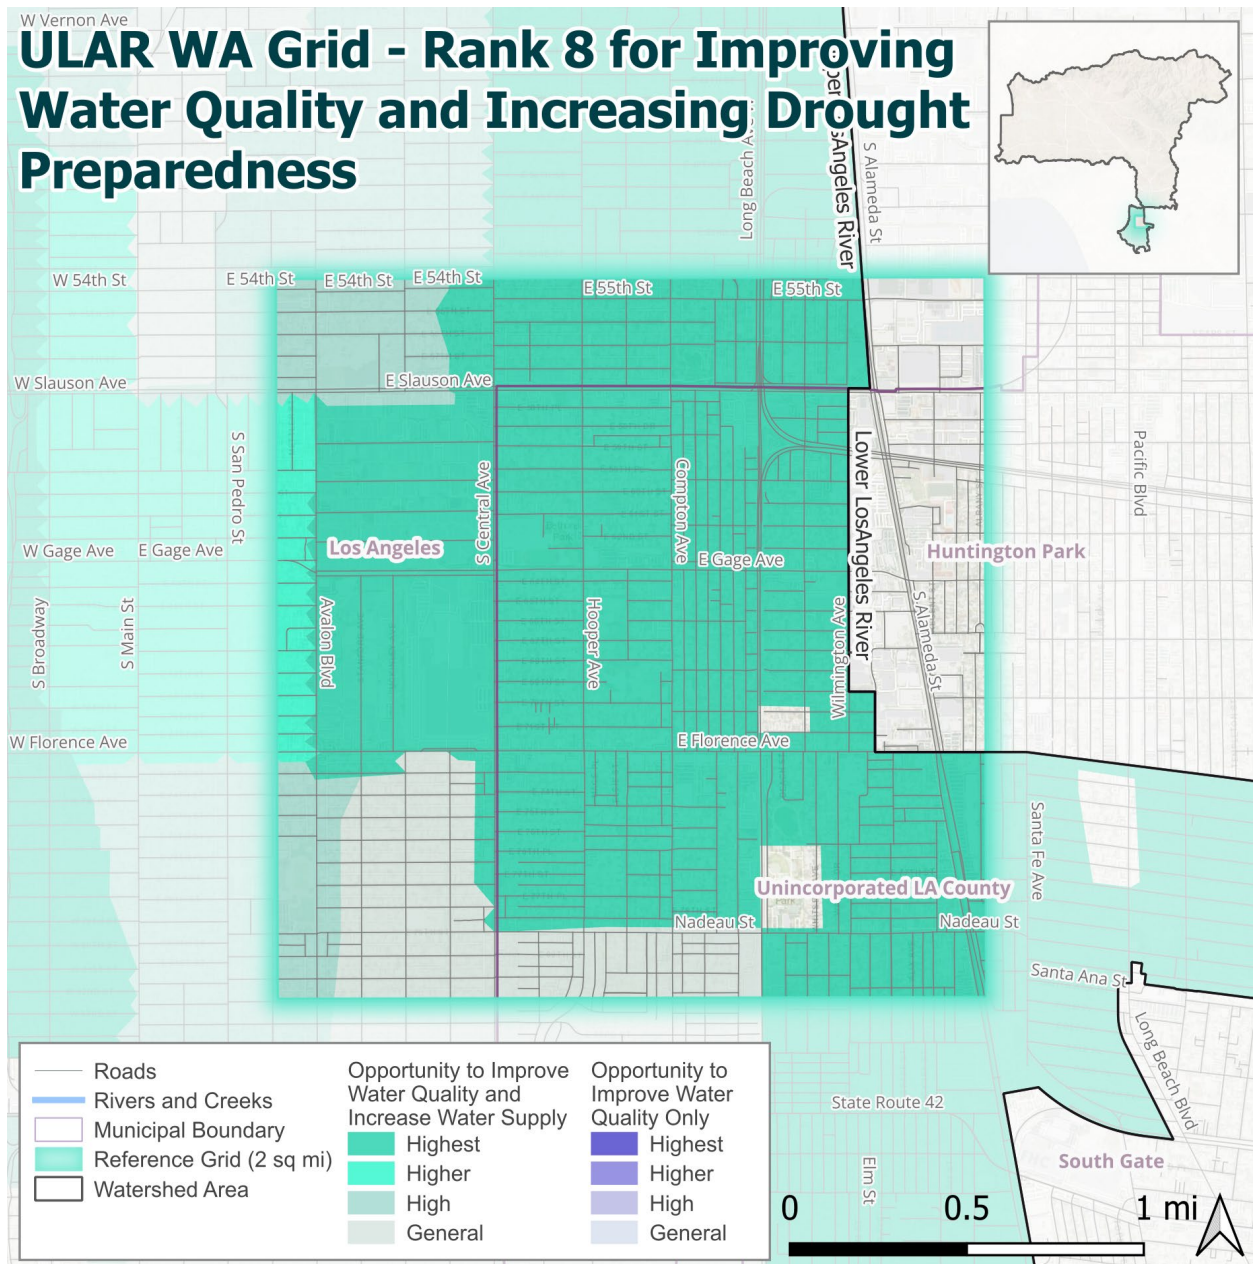 W Vernon Ave
ULAR WA Grid - Rank 8 for Improving
Water Quality and Increasing Drought
Preparedness
Long Beach Ave
per LosAngeles River
S Alameda St
W 54th St
E 54th St
E 54th St
E 54th St
E 55th St
E 55th St
W Slauson Ave
E Slauson Ave
S San Pedro St
S Central Ave
Compton Ave
Lower LosAngeles River
Pacific Blvd
W Gage Ave
E Gage Ave
Los Angeles
E Gage Ave
Huntington Park
S Broadway
S Main St
Avalon Blvd
Hooper Ave
Wilmington Ave
S Alameda St
W Florence Ave
E Florence Ave
Santa Fe Ave
Unincorporated LA County
Park
Nadeau St
Nadeau St
Santa Ana St
Long Beach Blvd
State Route 42
South Gate
Elm St
Roads
Rivers and Creeks
Municipal Boundary
Reference Grid (2 sq mi)
Watershed Area
Opportunity to Improve
Water Quality and
Increase Water Supply
Highest
Higher
High
General
Opportunity to
Improve Water
Quality Only
Highest
Higher
High
General
0 0.5 1 mi